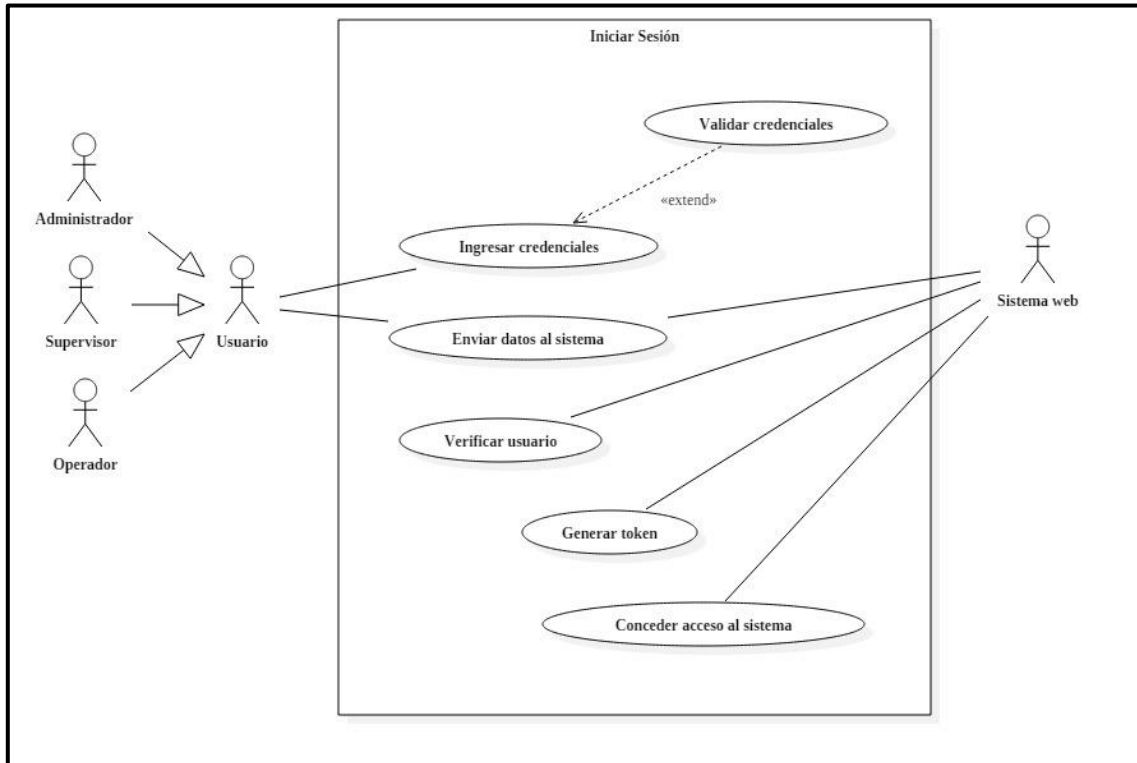 Iniciar Sesión
Validar credenciales
«extend»
Administrador
Ingresar credenciales
Sistema web
Supervisor
Usuario
Enviar datos al sistema
Verificar usuario
Operador
Generar token
Conceder acceso al sistema